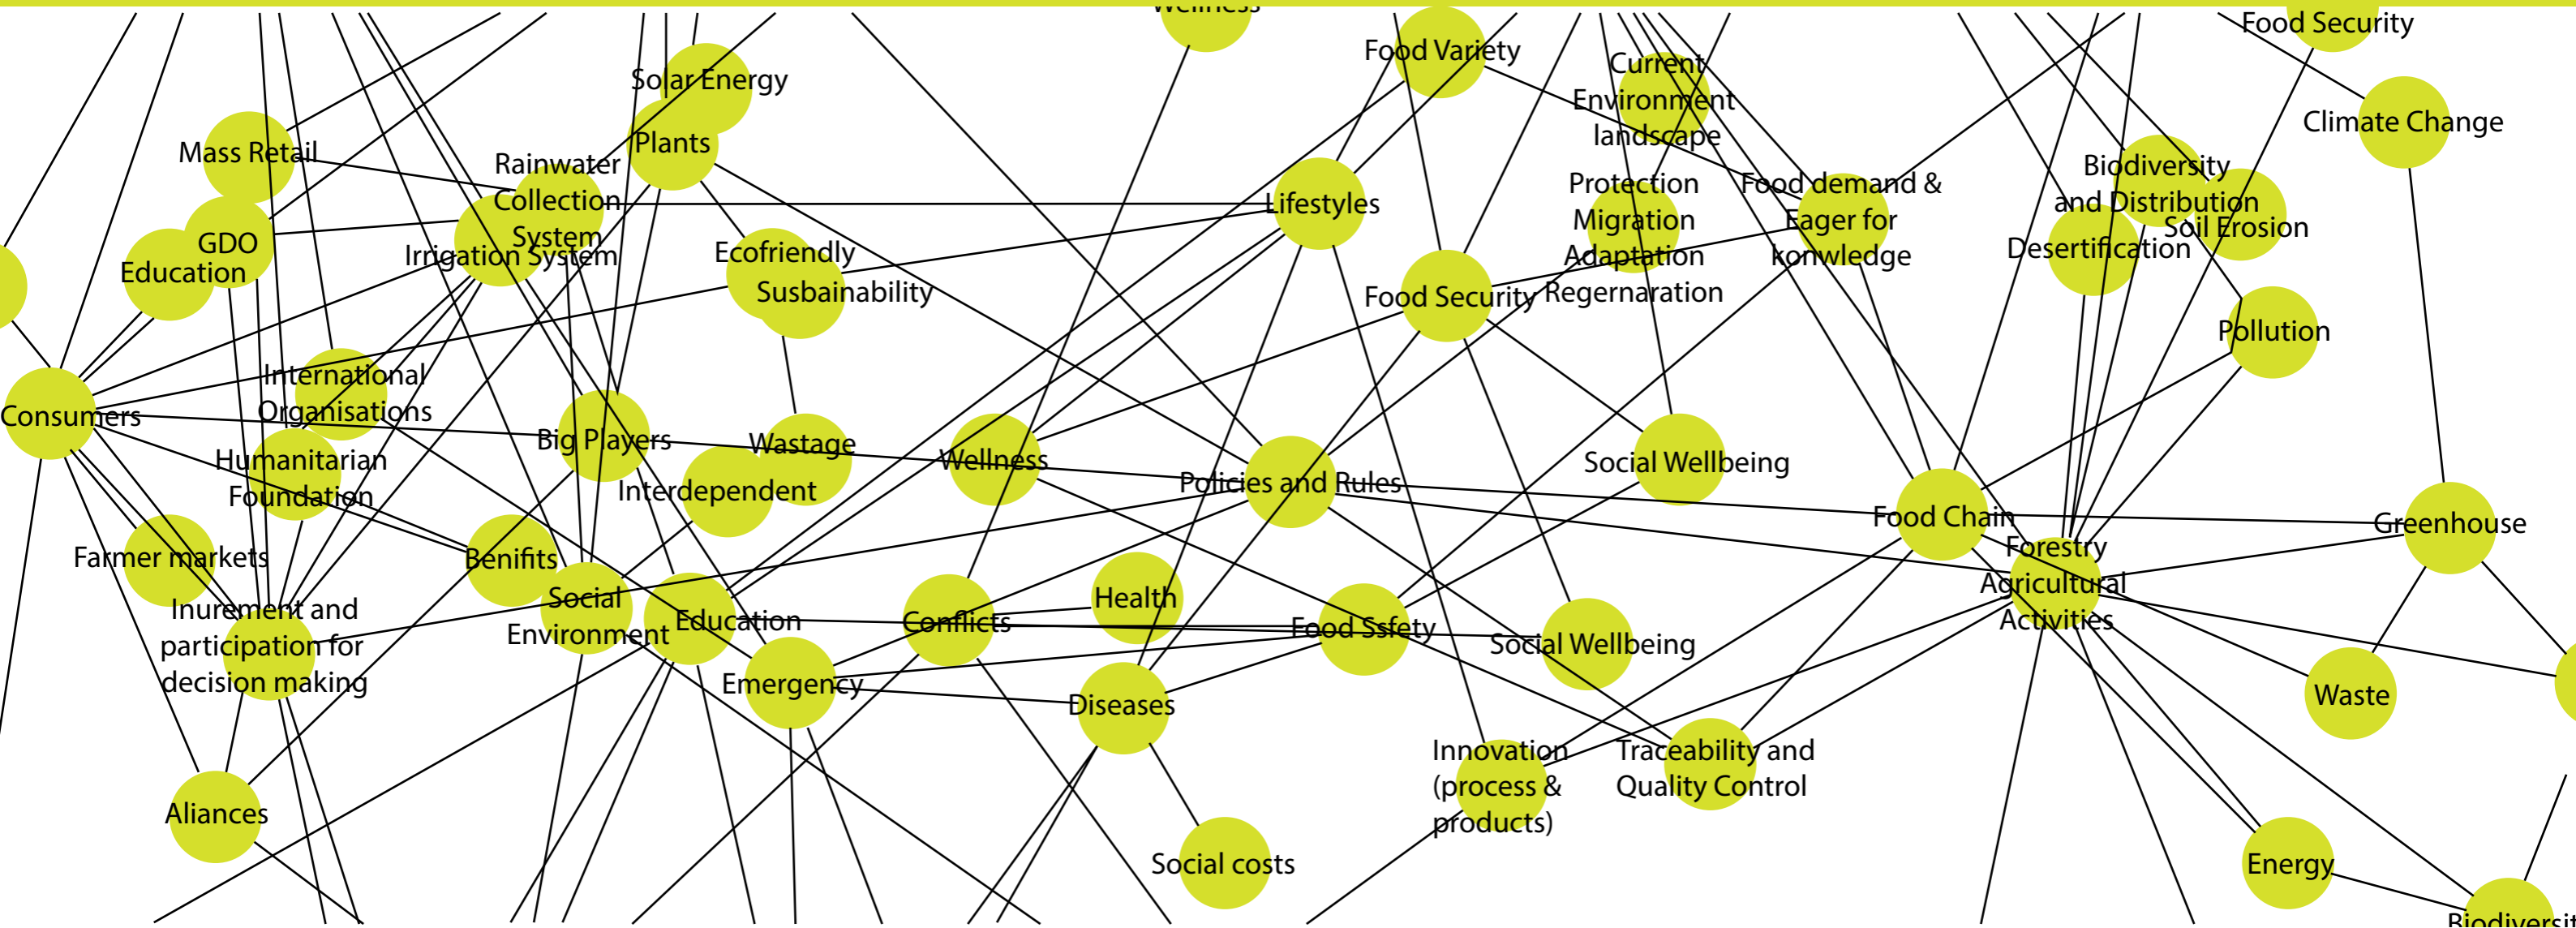 Wellness
Food Security
Food Variety
Solar Energy
Current
Environment
landscape
Climate Change
Plants
Mass Retail
Rainwater
Collection
System
Biodiversity
and Distribution
Protection
Migration
Adaptation
Regernaration
Food demand &
Eager for
konwledge
Lifestyles
Soil Erosion
GDO
Desertification
Irrigation System
Ecofriendly
Education
Susbainability
Food Security
Pollution
International
Organisations
Consumers
Big Players
Wastage
Wellness
Humanitarian
Foundation
Social Wellbeing
Policies and Rules
Interdependent
Food Chain
Greenhouse
Forestry
Agricultural
Activities
Farmer markets
Benifits
Social
Environment
Health
Inurement and
participation for
decision making
Education
Conflicts
Food Ssfety
Social Wellbeing
Emergency
Waste
Diseases
Innovation
(process &
products)
Traceability and
Quality Control
Aliances
Social costs
Energy
Biodiversit